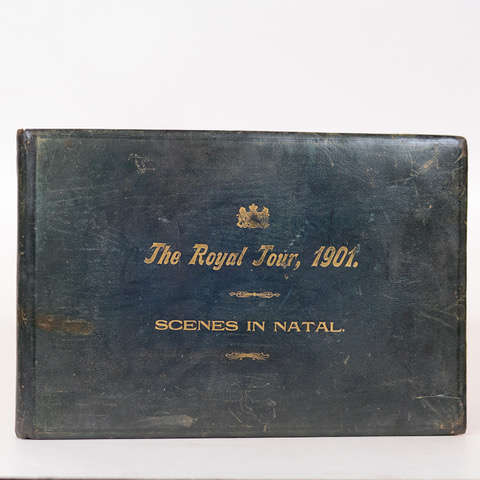 The Royal Tour, 1901.
SCENES IN NATAL.